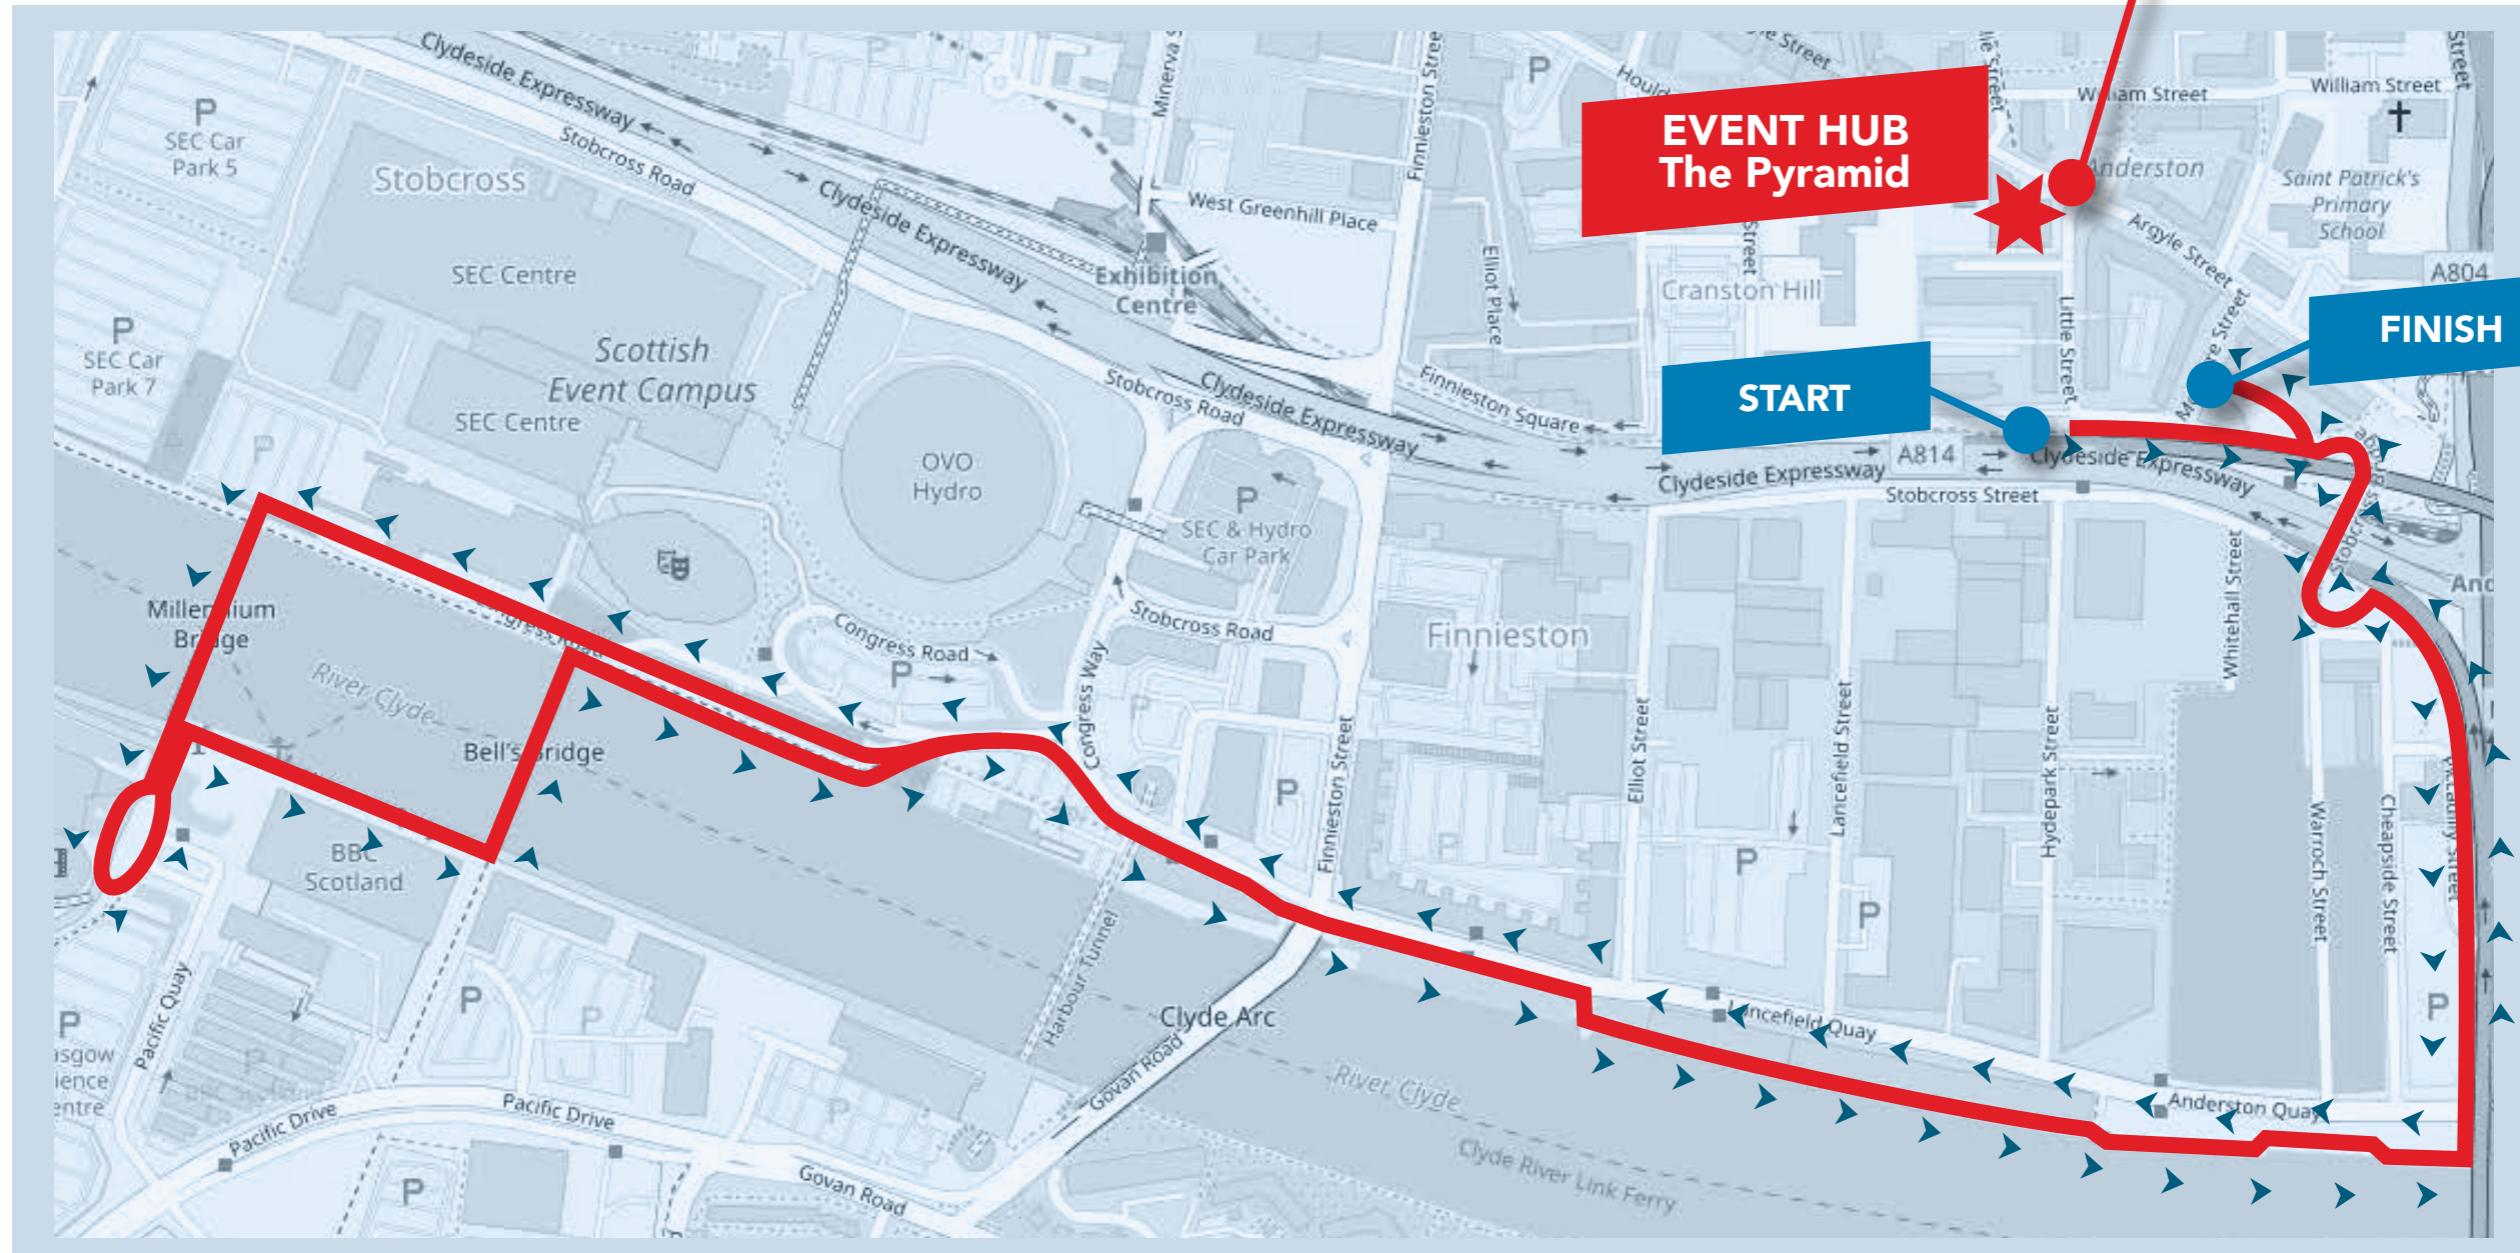 Clydeside Expressway
Minerva S
Finnieston Stree
Street
P
SEC Car
Park 5
Stobcross
Stobcross Road
P
P
EVENT HUB
The Pyramid
William Street
Anderston
Saint Patrick's
Primary
School
Argyle Street
Clydeside Expressway
West Greenhill Place
Elliot Place
Street
Cranston Hill
Little Street
A804
SEC Centre
Exhibition
Centre
P
SEC Car
Park 7
Scottish
Event Campus
SEC Centre
P
OVO
Hydro
Stobcross Road
Clydeside Expressway
Finnieston Square
START
FINISH
A814
Clydeside Expressway
Clydeside Expressway
Stobcross Street
P
SEC & Hydro
Car Park
Stobcross Road
Congress Road
P
Congress Way
P
Finnieston
Whitehall Street
Millennium
Bridge
River Clyde
Bell's Bridge
BBC
Scotland
P
Finnieston Street
Elliot Street
Lancefield Street
Hydepark Street
Warroch Street
Cheapside Street
P
P
P
P
Pacific Quay
P
P
P
Harbour Tunnel
Clyde Arc
Govan Road
Lancefield Quay
Anderston Quay
River Clyde
Clyde River Link Ferry
Pacific Drive
Pacific Drive
P
P
Govan Road